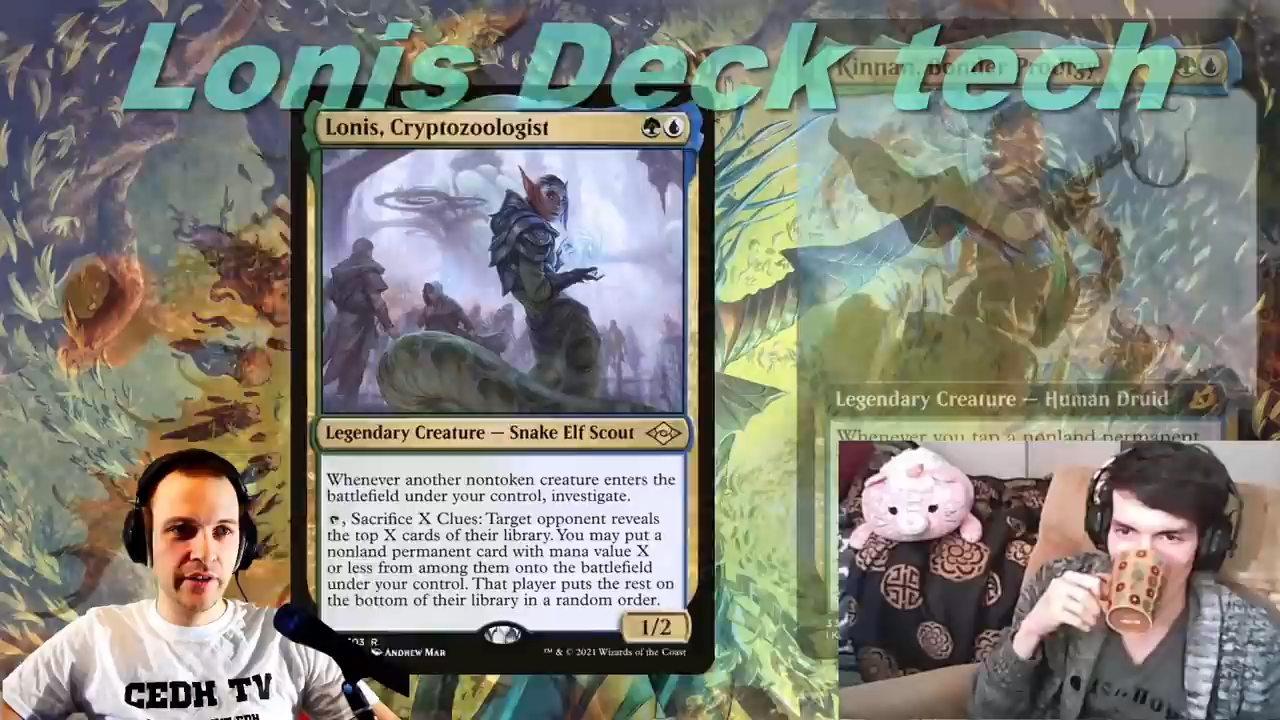 Lonis Deck tech
Lonis, Cryptozoologist
Legendary Creature — Snake Elf Scout
Whenever another nontoken creature enters the
battlefield under your control, investigate.
, Sacrifice X Clues: Target opponent reveals
the top X cards of their library. You may put a
nonland permanent card with mana value X
or less from among them onto the battlefield
under your control. That player puts the rest on
the bottom of their library in a random order.
1/2
R
Andrew Mar
™ & © 2021 Wizards of the Coast
Kinnan, Bonder Prodigy
Legendary Creature — Human Druid
Whenever you tap a nonland permanent
CEDH TV